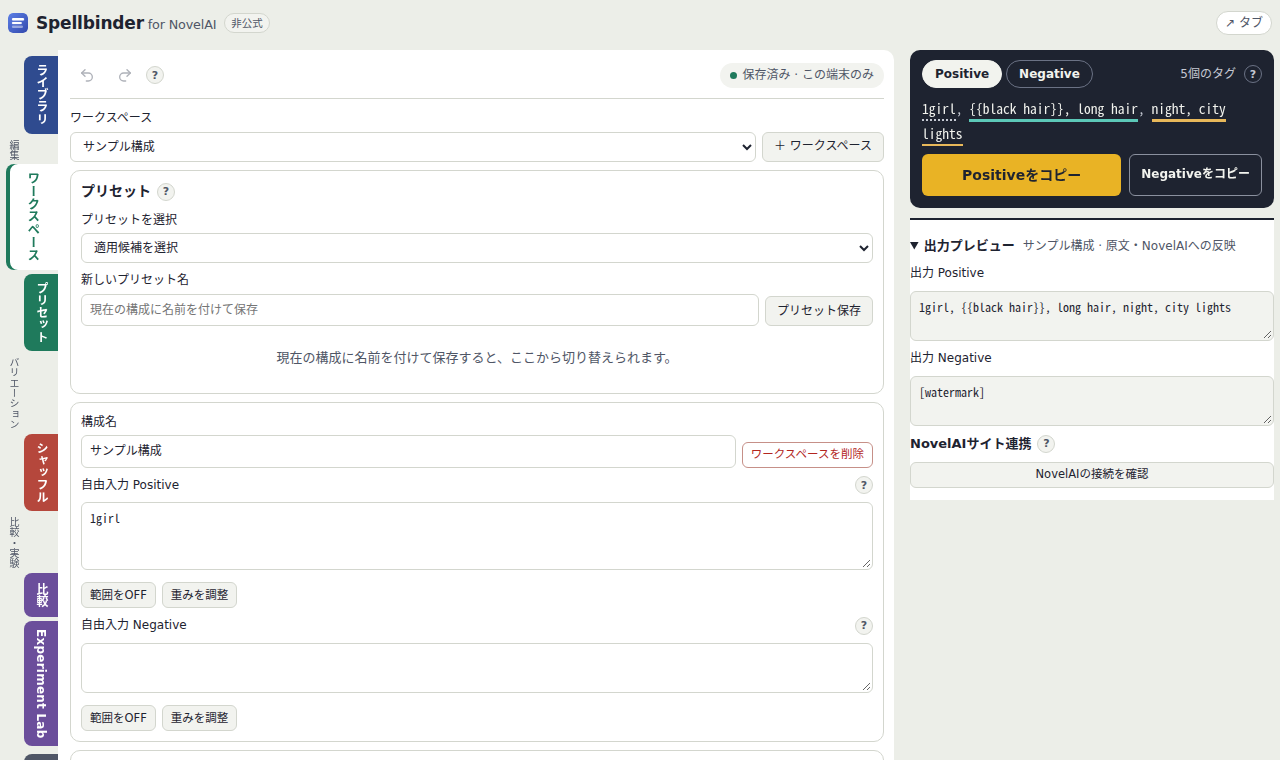 Spellbinder for NovelAI 非公式
↗ タブ
ライブラリ
編集
ワークスペース
プリセット
バリエーション
シャッフル
比較・実験
比較
Experiment Lab
?
保存済み · この端末のみ
ワークスペース
サンプル構成
＋ ワークスペース
プリセット ?
プリセットを選択
適用候補を選択
新しいプリセット名
現在の構成に名前を付けて保存
プリセット保存
現在の構成に名前を付けて保存すると、ここから切り替えられます。
構成名
サンプル構成
ワークスペースを削除
自由入力 Positive ?
1girl
範囲をOFF 重みを調整
自由入力 Negative ?
範囲をOFF 重みを調整
Positive Negative 5個のタグ ?
1girl, {{black hair}}, long hair, night, city
lights
Positiveをコピー Negativeをコピー
▼ 出力プレビュー サンプル構成 · 原文・NovelAIへの反映
出力 Positive
1girl, {{black hair}}, long hair, night, city lights
出力 Negative
[watermark]
NovelAIサイト連携 ?
NovelAIの接続を確認